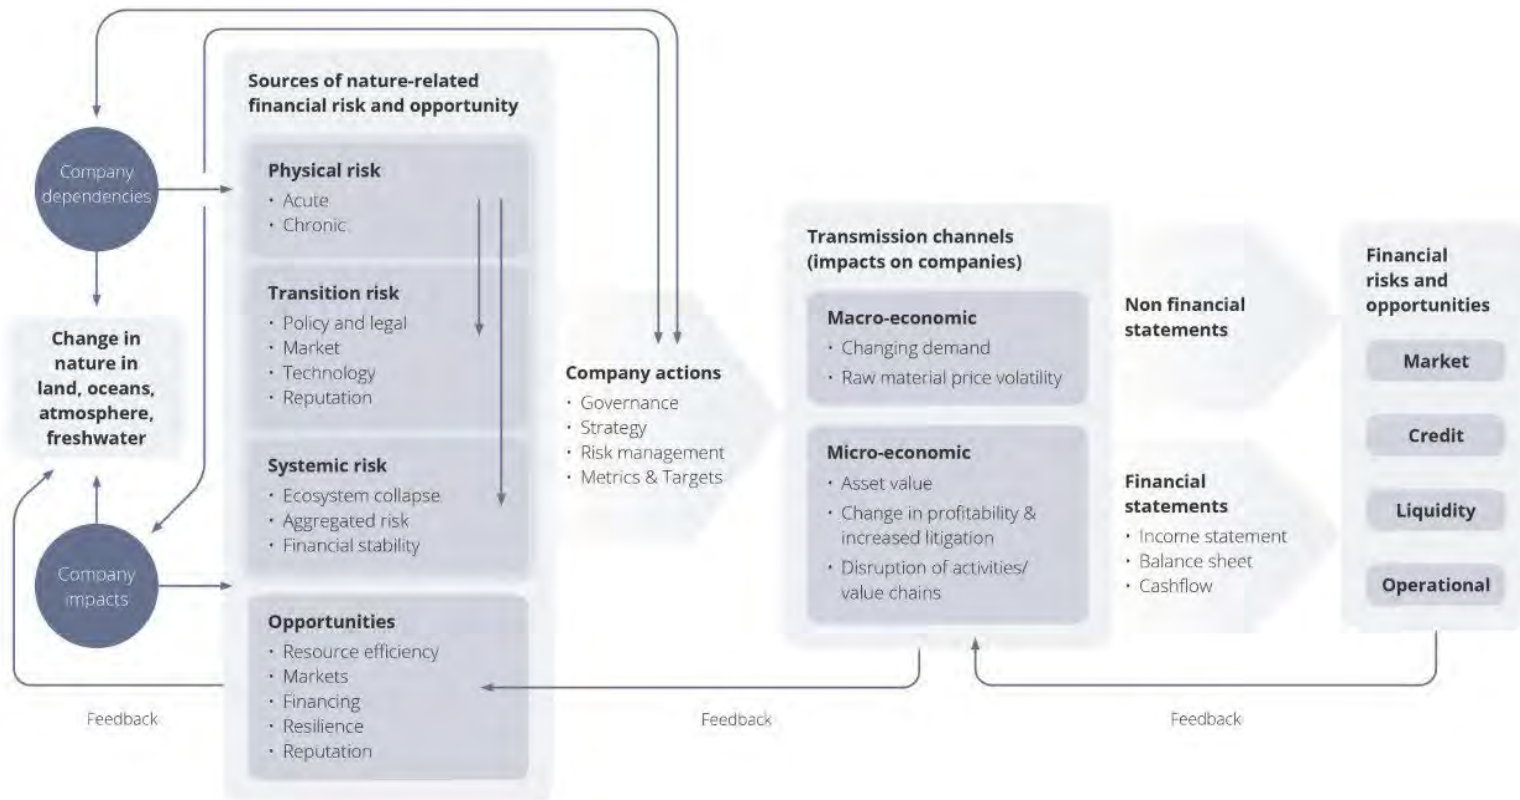 Sources of nature-related
financial risk and opportunity
Company
dependencies
Physical risk
• Acute
• Chronic
Transition risk
• Policy and legal
• Market
• Technology
• Reputation
Change in
nature in
land, oceans,
atmosphere,
freshwater
Systemic risk
• Ecosystem collapse
• Aggregated risk
• Financial stability
Company
impacts
Opportunities
• Resource efficiency
• Markets
• Financing
• Resilience
• Reputation
Company actions
• Governance
• Strategy
• Risk management
• Metrics & Targets
Transmission channels
(impacts on companies)
Macro-economic
• Changing demand
• Raw material price volatility
Micro-economic
• Asset value
• Change in profitability &
increased litigation
• Disruption of activities/
value chains
Non financial
statements
Financial
statements
• Income statement
• Balance sheet
• Cashflow
Financial
risks and
opportunities
Market
Credit
Liquidity
Operational
Feedback
Feedback
Feedback